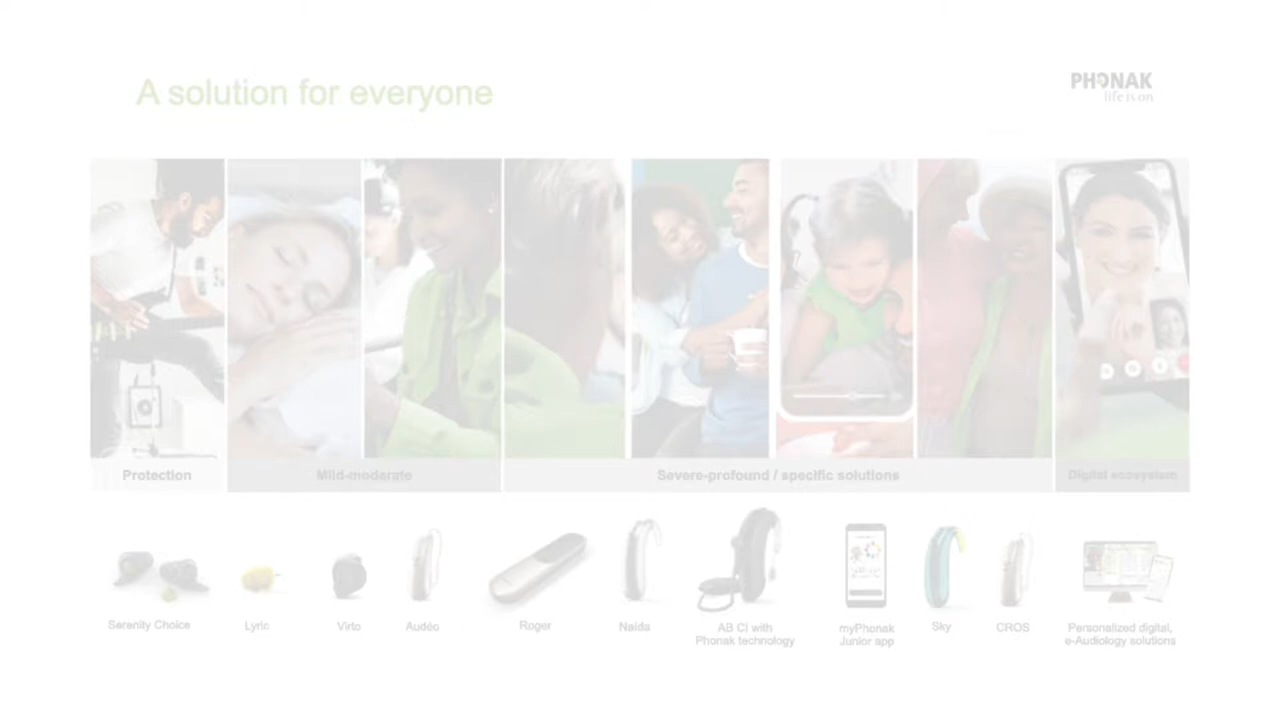 A solution for everyone
PHONAK
life is on
Protection
Mild-moderate
Severe-profound / specific solutions
Digital ecosystem
Serenity Choice
Lyric
Virto
Audéo
Roger
Naída
AB CI with
Phonak technology
myPhonak
Junior app
Sky
CROS
Personalized digital,
e-Audiology solutions